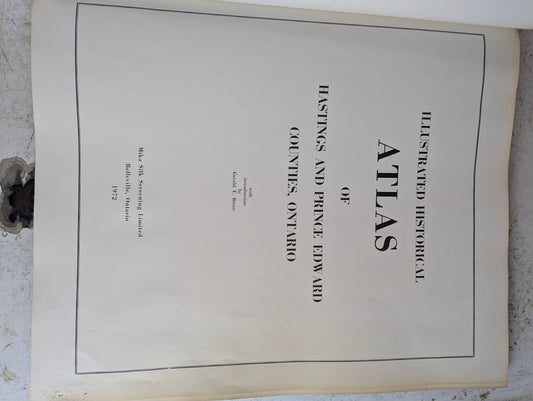 ILLUSTRATED HISTORICAL
ATLAS
OF
HASTINGS AND PRINCE EDWARD
COUNTIES, ONTARIO
with
introduction
by
Gerald E. Boyce
Mika Silk Screening Limited
Belleville, Ontario
1972